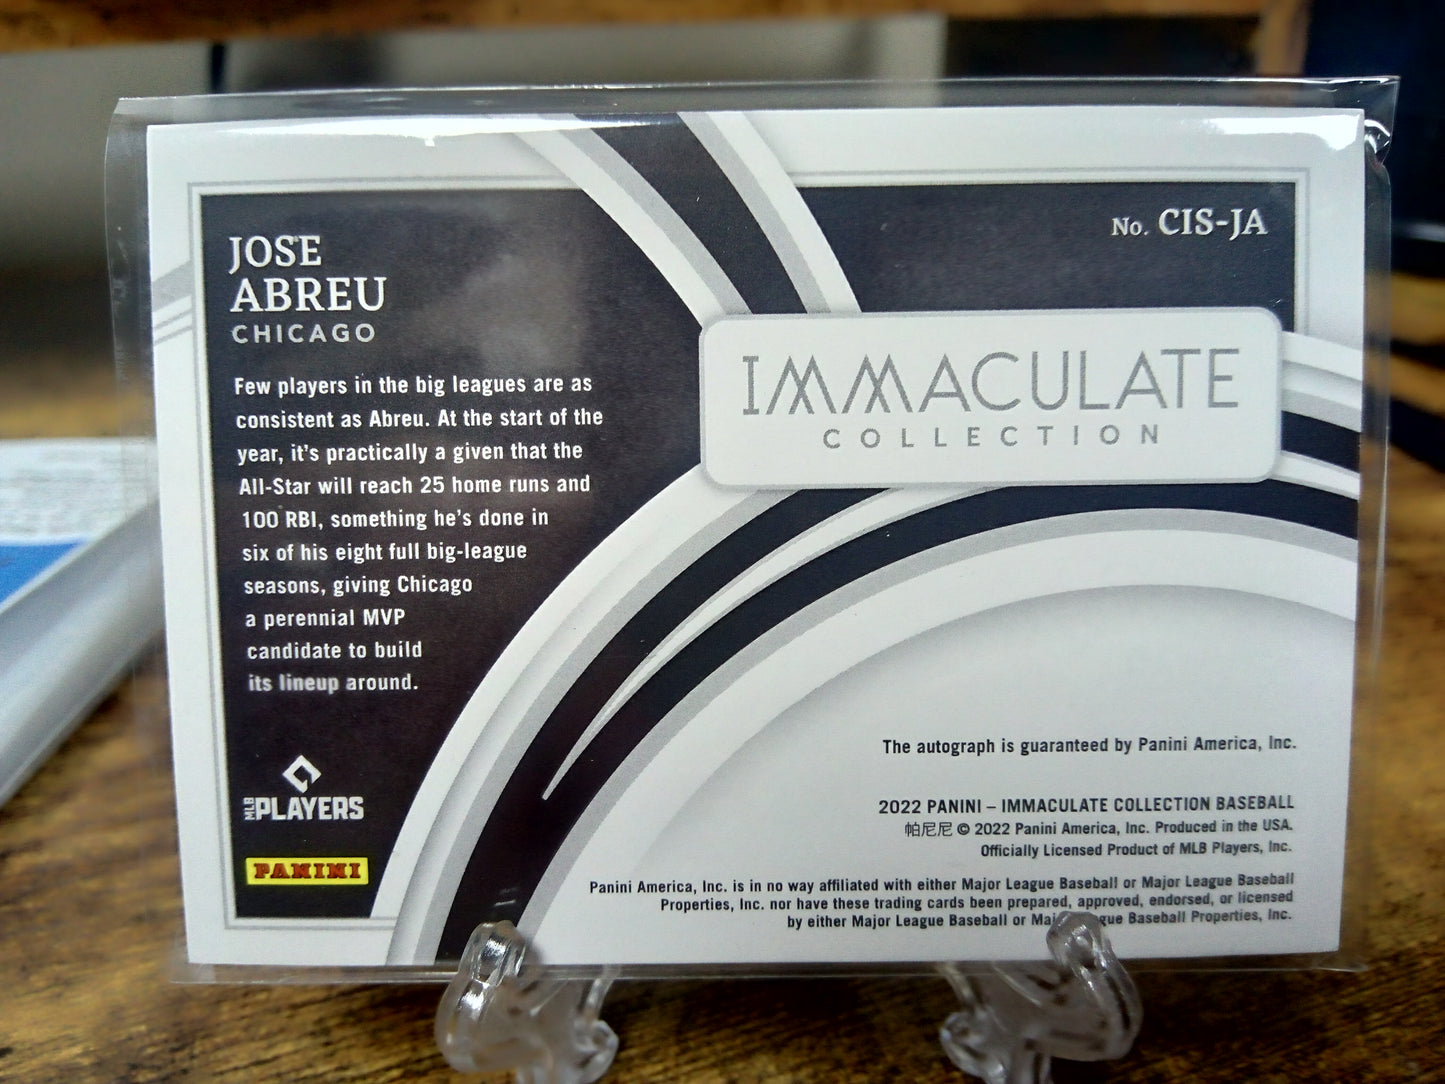 JOSE
ABREU
CHICAGO
Few players in the big leagues are as
consistent as Abreu. At the start of the
year, it's practically a given that the
All-Star will reach 25 home runs and
100 RBI, something he's done in
six of his eight full big-league
seasons, giving Chicago
a perennial MVP
candidate to build
its lineup around.
MLB PLAYERS
PANINI
No. CIS-JA
IMMACULATE
COLLECTION
The autograph is guaranteed by Panini America, Inc.
2022 PANINI – IMMACULATE COLLECTION BASEBALL
帕尼尼 © 2022 Panini America, Inc. Produced in the USA.
Officially Licensed Product of MLB Players, Inc.
Panini America, Inc. is in no way affiliated with either Major League Baseball or Major League Baseball
Properties, Inc. nor have these trading cards been prepared, approved, endorsed, or licensed
by either Major League Baseball or Baseball Properties, Inc.